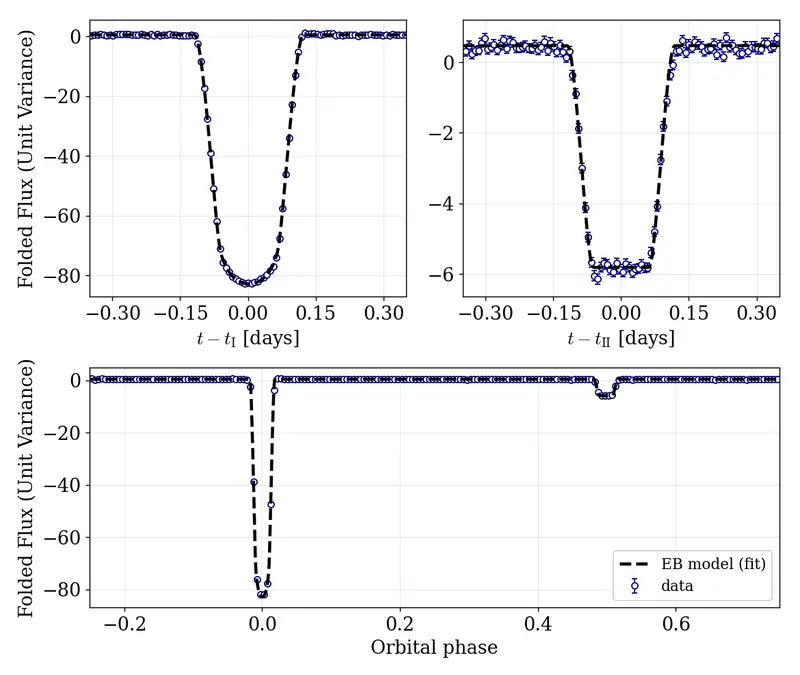 Folded Flux (Unit Variance)
0
−20
−40
−60
−80
−0.30 −0.15 0.00 0.15 0.30
t − tI [days]
0
−2
−4
−6
−0.30 −0.15 0.00 0.15 0.30
t − tII [days]
Folded Flux (Unit Variance)
0
−20
−40
−60
−80
−0.2 0.0 0.2 0.4 0.6
Orbital phase
EB model (fit)
data